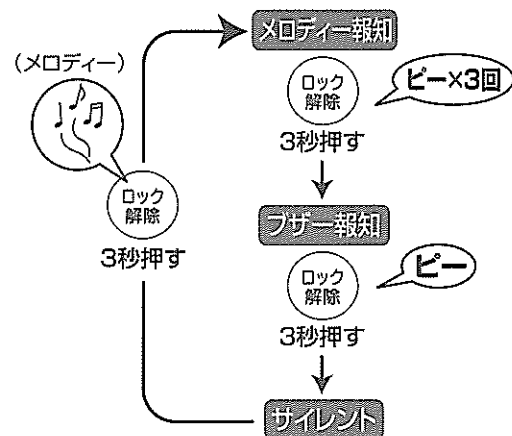 メロディー報知
(メロディー)
ロック
解除
ピー×3回
3秒押す
ロック
解除
3秒押す
ブザー報知
ロック
解除
ピー
3秒押す
サイレント